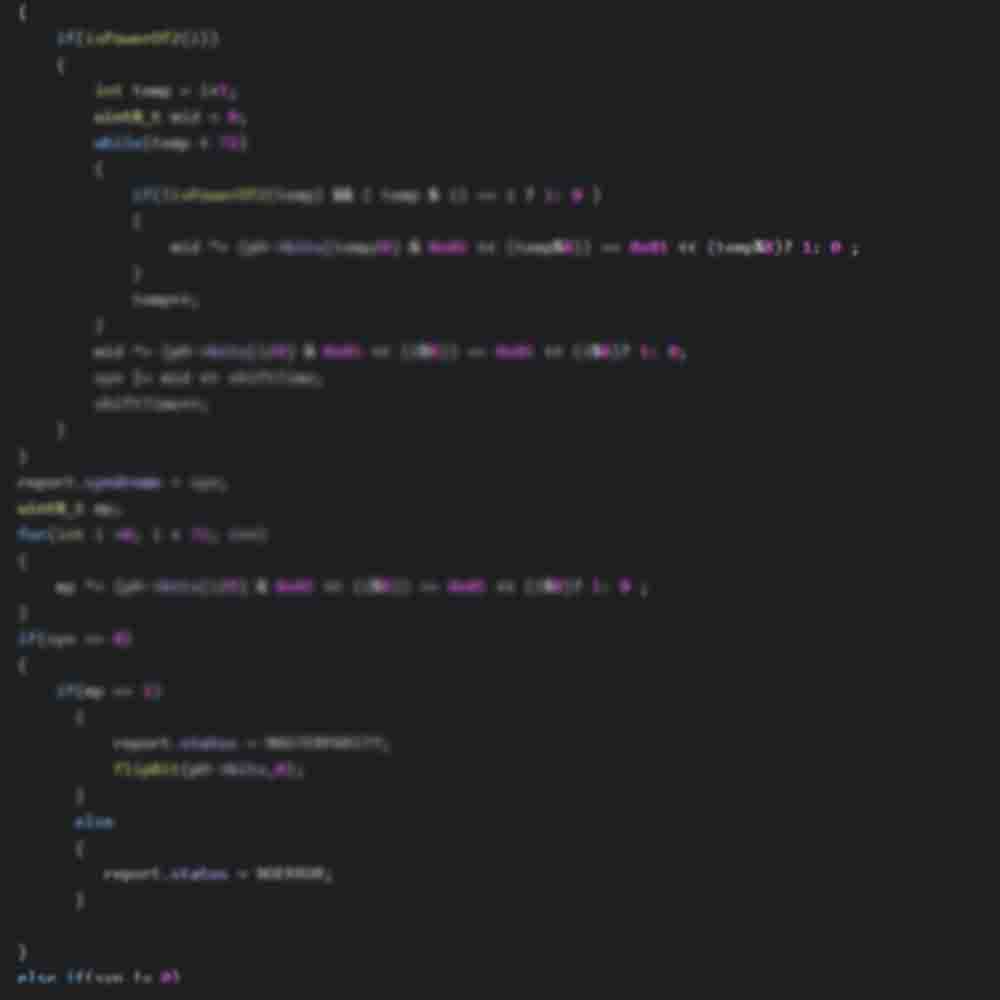 {
if(isPowerOf2(i))
{
int temp = i+1;
uint8_t mid = 0;
while(temp < 72)
{
if(!isPowerOf2(temp) && ( temp & i) == i ? 1: 0 )
{
mid ^= (ph->bits[temp/8] & 0x01 << (temp%8)) == 0x01 << (temp%8)? 1: 0 ;
}
temp++;
}
mid ^= (ph->bits[i/8] & 0x01 << (i%8)) == 0x01 << (i%8)? 1: 0;
syn |= mid << shiftTime;
shiftTime++;
}
}
report.syndrome = syn;
uint8_t mp;
for(int i =0; i < 72; i++)
{
mp ^= (ph->bits[i/8] & 0x01 << (i%8)) == 0x01 << (i%8)? 1: 0 ;
}
if(syn == 0)
{
if(mp == 1)
{
report.status = MASTERPARITY;
flipBit(ph->bits,0);
}
else
{
report.status = NOERROR;
}
}
else if(syn != 0)